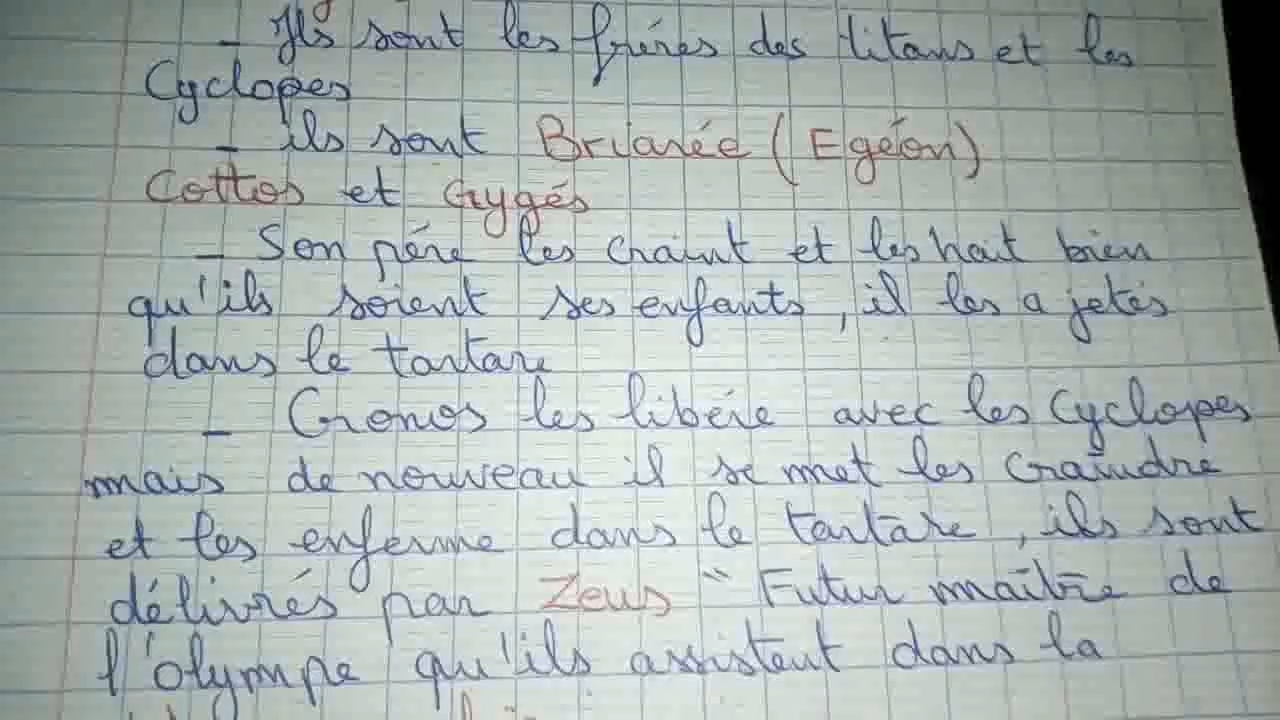 - Ils sont les fréres des titans et les
Cyclopes
- ils sont Briarée (Egéon)
Cottos et Gygés
- Son pére les craint et les hait bien
qu'ils soient ses enfants, il les a jetés
dans le tartare
- Cronos les libére avec les Cyclopes
mais de nouveau il se met les craindre
et les enferme dans le tartare, ils sont
délivrés par Zeus " Futur maître de
l'olympe qu'ils assistent dans la